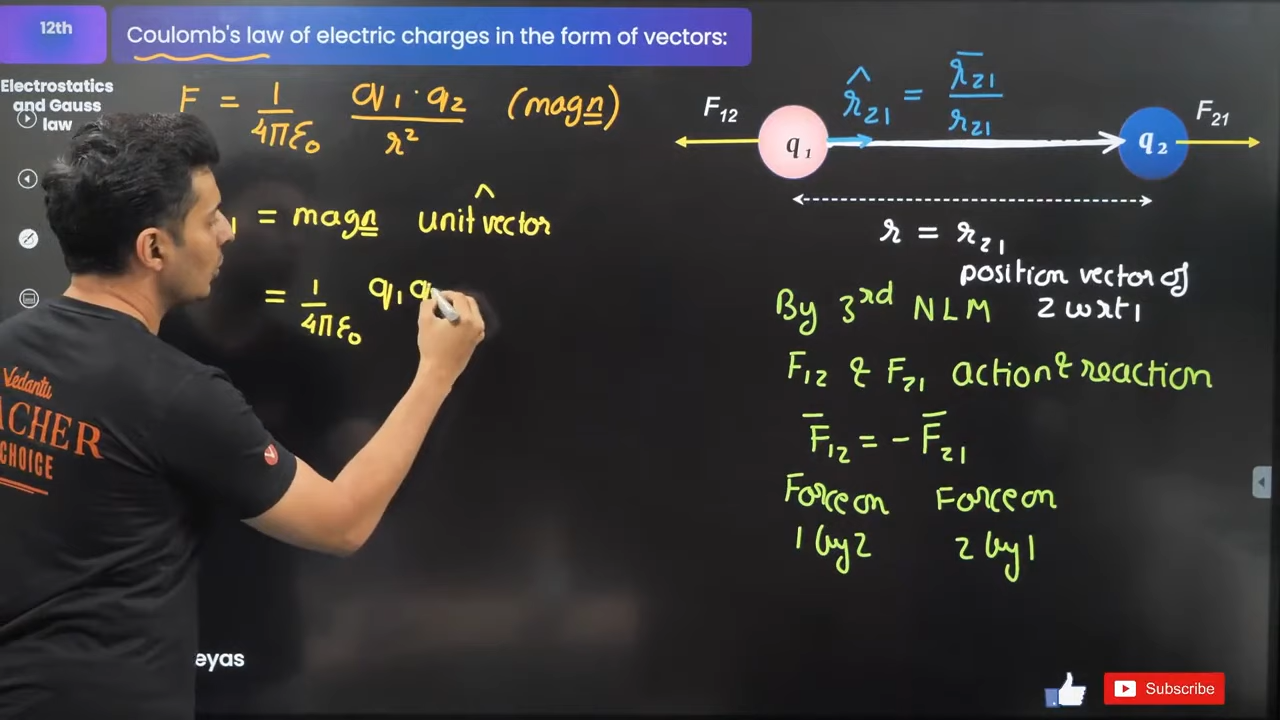 12th
Coulomb's law of electric charges in the form of vectors:
Electrostatics
and Gauss
law
F = 1/4πε₀ q₁·q₂/r² (magn)
r̂₂₁ = r̄₂₁/r₂₁
F₁₂
q₁
q₂
F₂₁
= magn unit vector
r = r₂₁
position vector of
2 wrt 1
= 1/4πε₀ q₁q
By 3rd NLM
F₁₂ & F₂₁ action & reaction
F̄₁₂ = - F̄₂₁
Force on Force on
1 by 2 2 by 1
Vedantu
ACHER
CHOICE
eyas
Subscribe